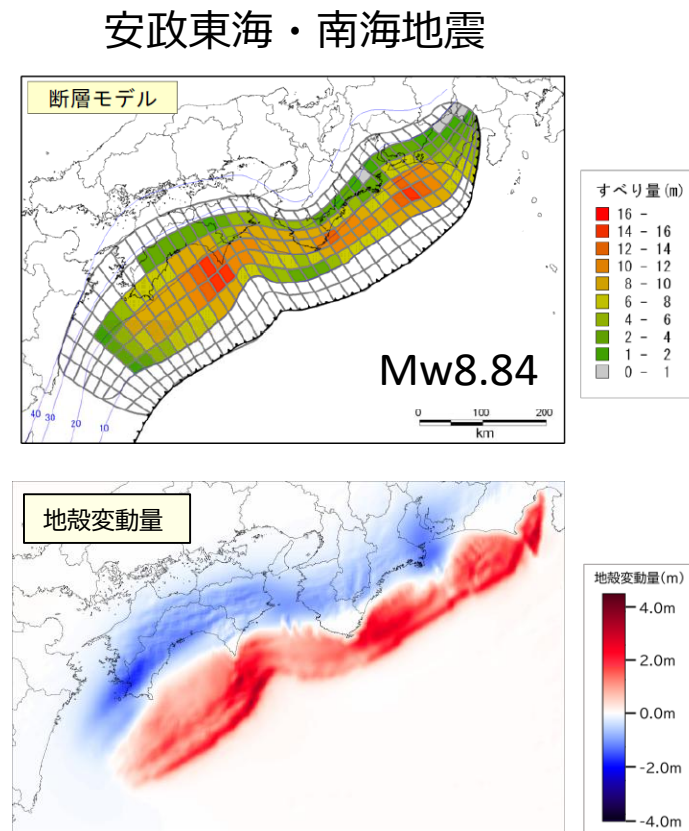 安政東海・南海地震
断層モデル
Mw8.84
40 30 20 10
0 100 200
km
すべり量(m)
16 -
14 - 16
12 - 14
10 - 12
8 - 10
6 - 8
4 - 6
2 - 4
1 - 2
0 - 1
地殻変動量
地殻変動量(m)
4.0m
2.0m
0.0m
-2.0m
-4.0m